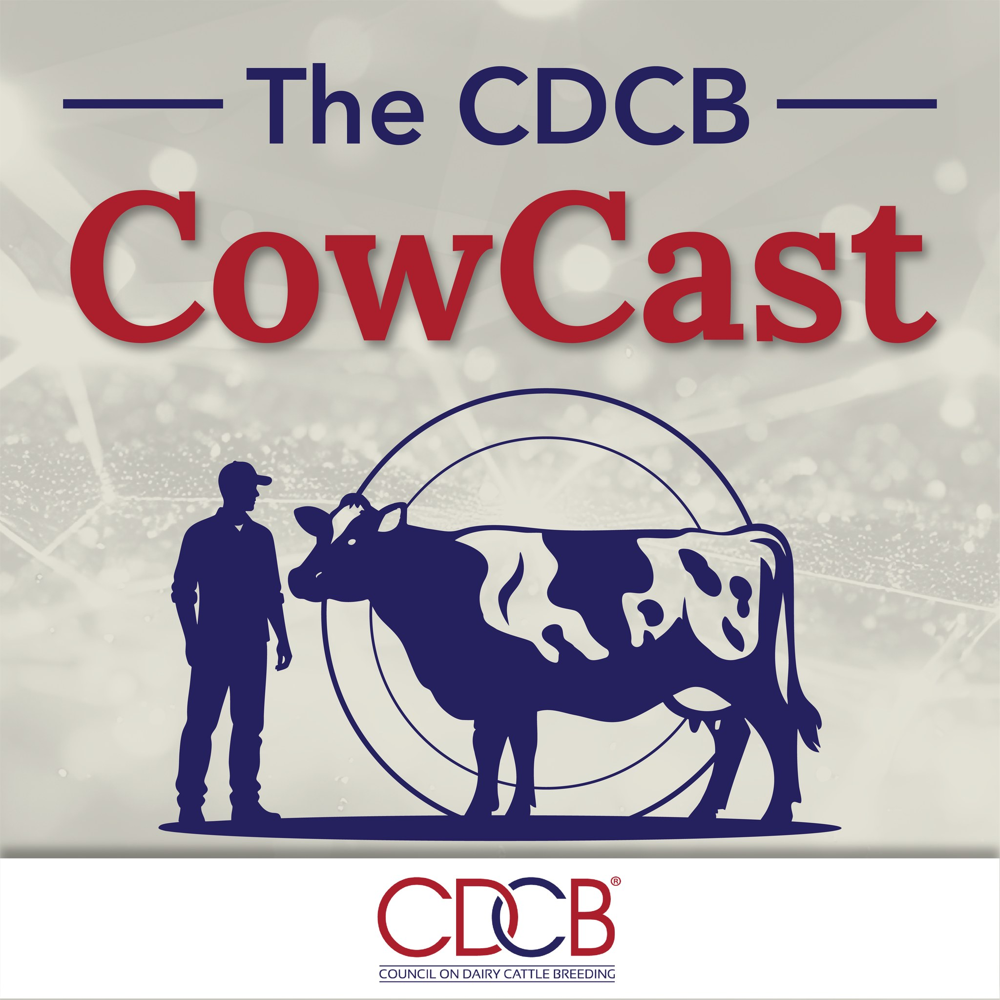 The CDCB
CowCast
CDCB®
COUNCIL ON DAIRY CATTLE BREEDING